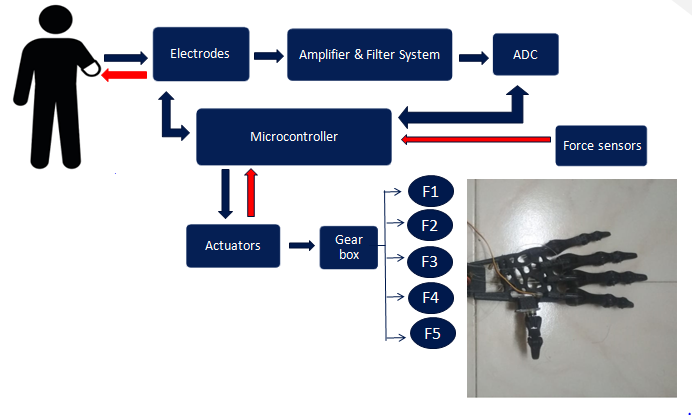 Electrodes
Amplifier & Filter System
ADC
Microcontroller
Force sensors
Actuators
Gear
box
F1
F2
F3
F4
F5